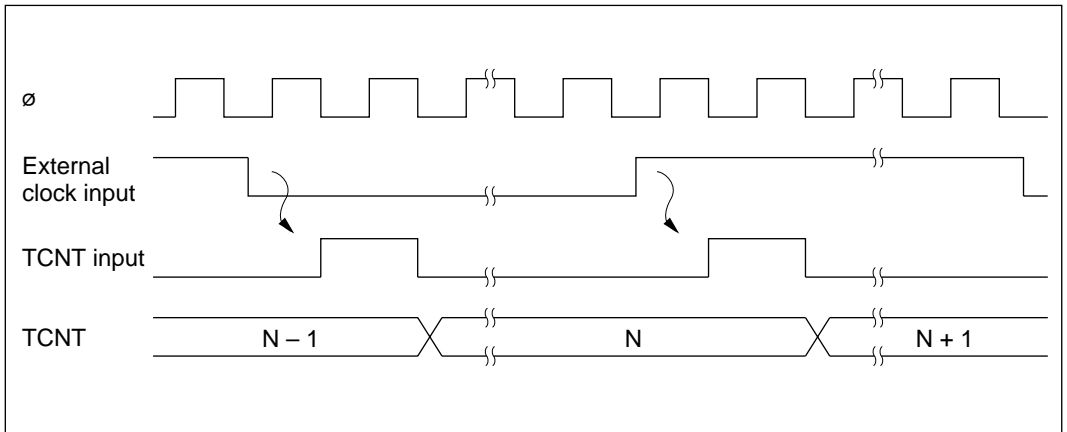 ø
External
clock input
TCNT input
TCNT
N – 1
N
N + 1